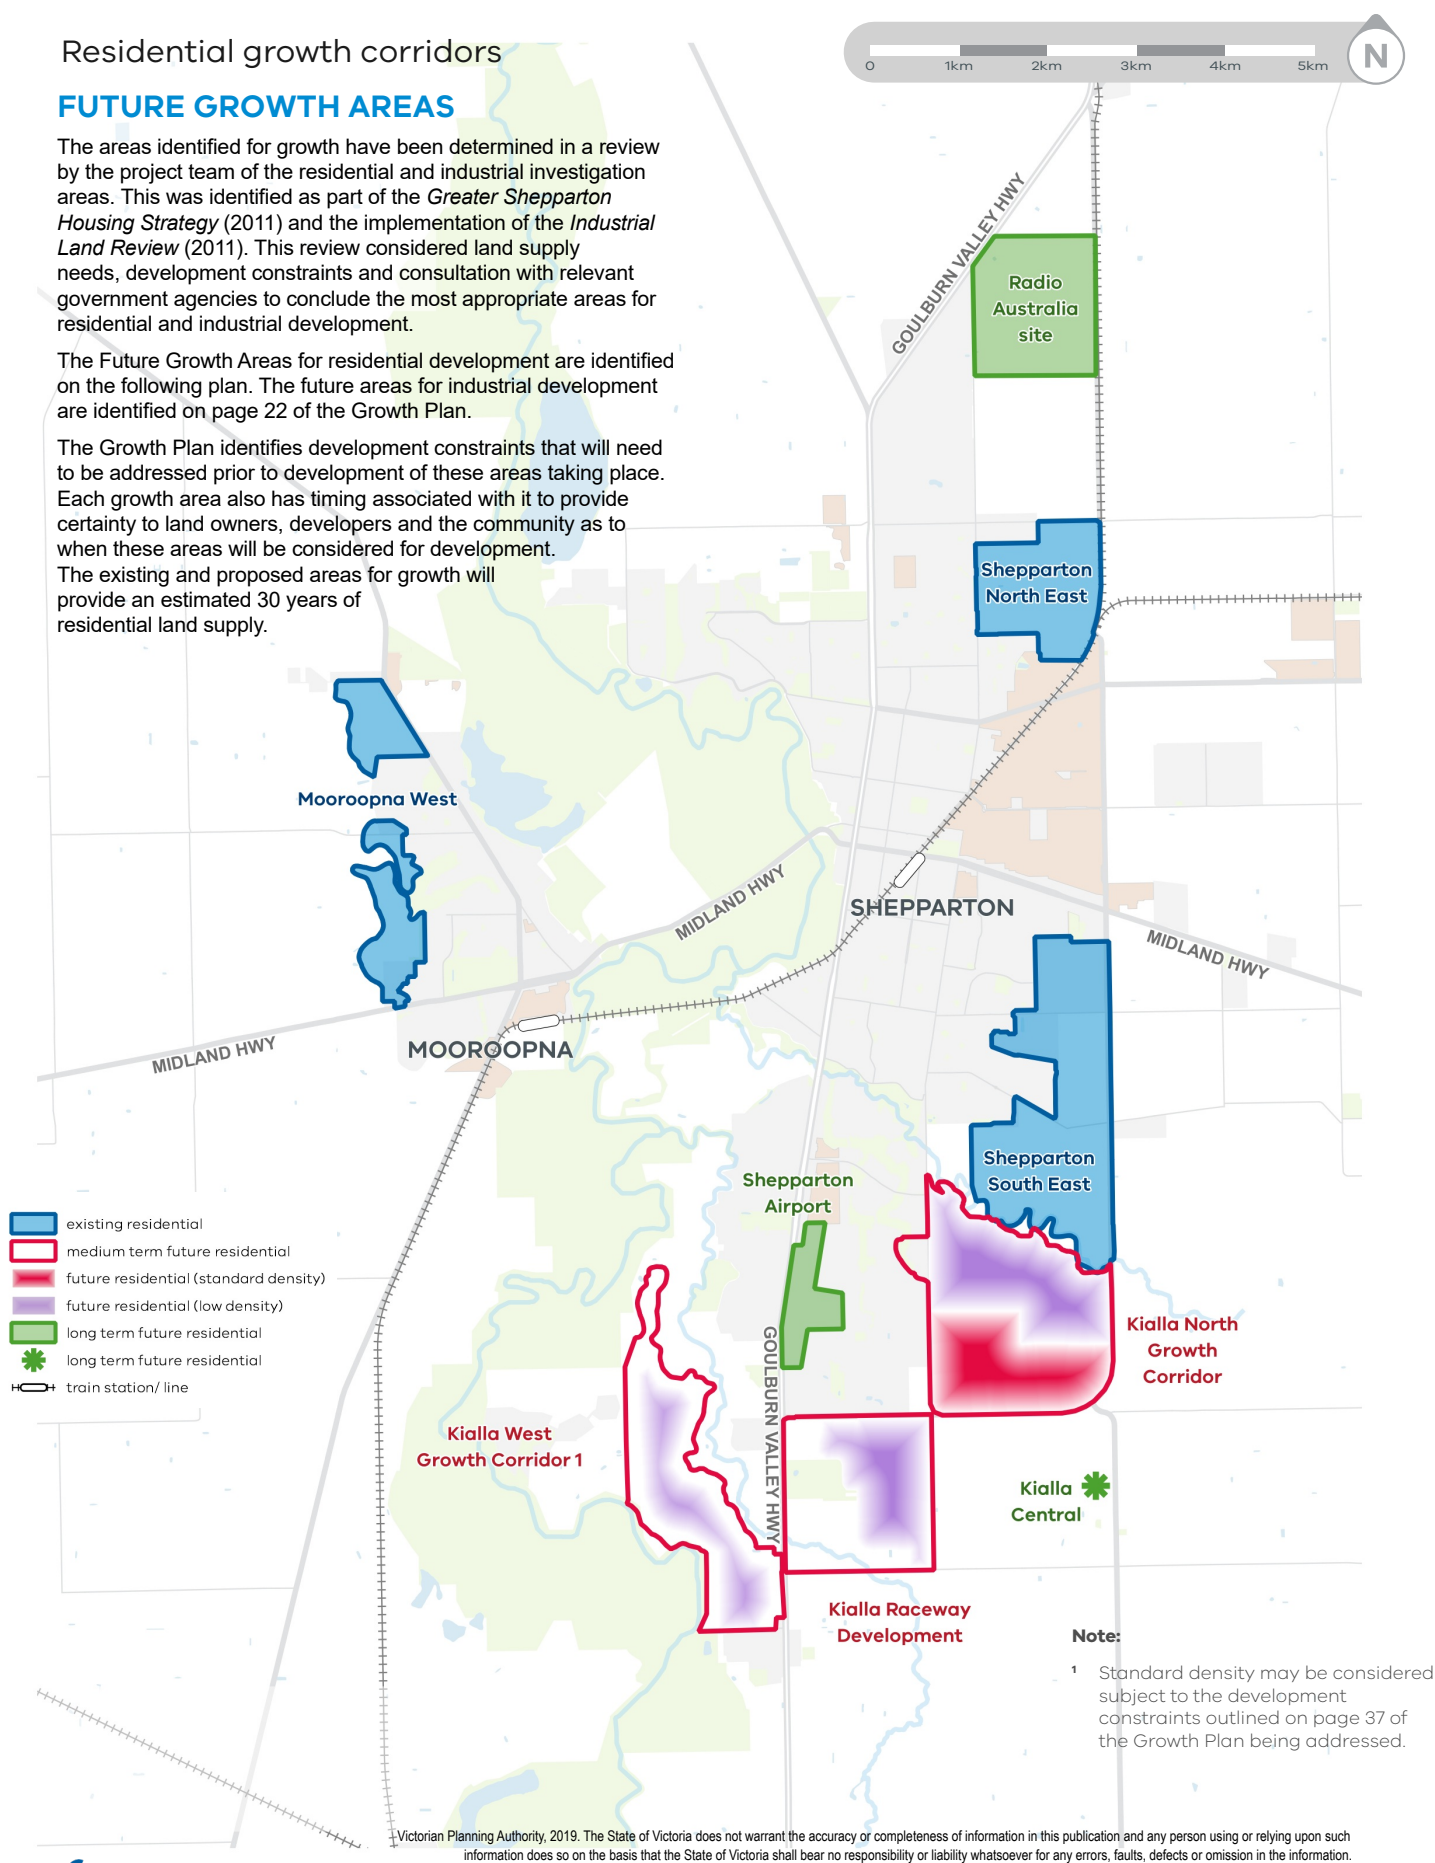 Residential growth corridors
0 1km 2km 3km 4km 5km
N
FUTURE GROWTH AREAS
The areas identified for growth have been determined in a review
by the project team of the residential and industrial investigation
areas. This was identified as part of the Greater Shepparton
Housing Strategy (2011) and the implementation of the Industrial
Land Review (2011). This review considered land supply
needs, development constraints and consultation with relevant
government agencies to conclude the most appropriate areas for
residential and industrial development.
The Future Growth Areas for residential development are identified
on the following plan. The future areas for industrial development
are identified on page 22 of the Growth Plan.
The Growth Plan identifies development constraints that will need
to be addressed prior to development of these areas taking place.
Each growth area also has timing associated with it to provide
certainty to land owners, developers and the community as to
when these areas will be considered for development.
The existing and proposed areas for growth will
provide an estimated 30 years of
residential land supply.
GOULBURN VALLEY HWY
Radio
Australia
site
Shepparton
North East
Mooroopna West
MIDLAND HWY
SHEPPARTON
MIDLAND HWY
MIDLAND HWY
MOOROOPNA
Shepparton
South East
Shepparton
Airport
existing residential
medium term future residential
future residential (standard density)
future residential (low density)
long term future residential
long term future residential
train station/ line
GOULBURN VALLEY HWY
Kialla North
Growth
Corridor
Kialla West
Growth Corridor 1
Kialla
Central
Kialla Raceway
Development
Note:
1 Standard density may be considered
subject to the development
constraints outlined on page 37 of
the Growth Plan being addressed.
Victorian Planning Authority, 2019. The State of Victoria does not warrant the accuracy or completeness of information in this publication and any person using or relying upon such
information does so on the basis that the State of Victoria shall bear no responsibility or liability whatsoever for any errors, faults, defects or omission in the information.